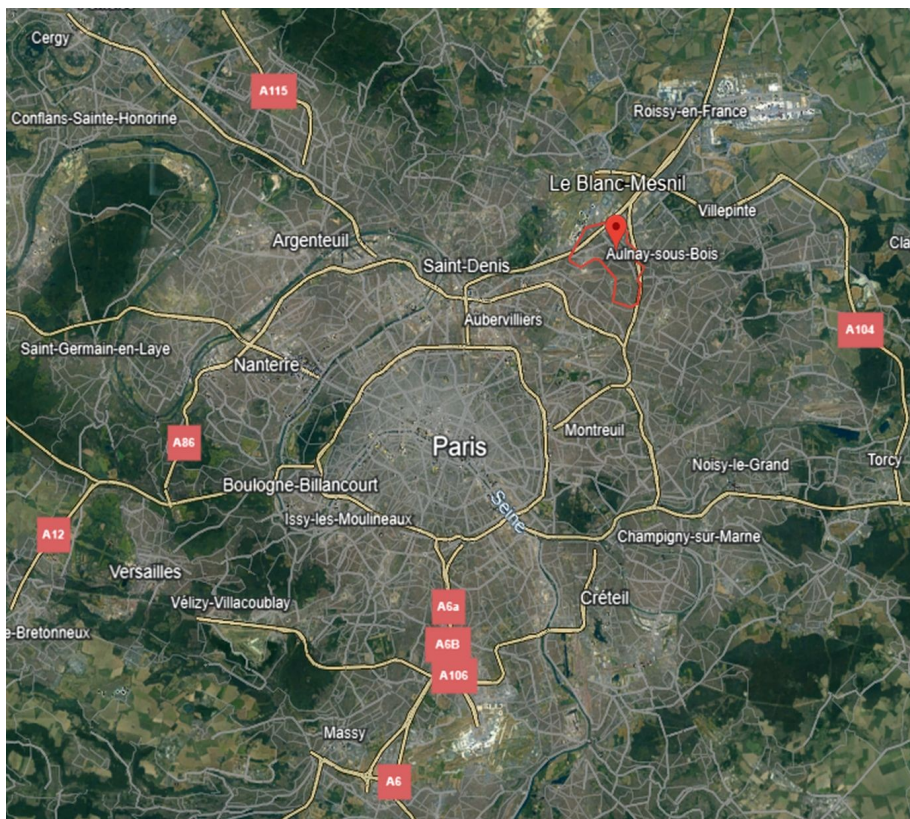 Cergy
A115
Roissy-en-France
Conflans-Sainte-Honorine
Le Blanc-Mesnil
Villepinte
Argenteuil
Aulnay-sous-Bois
Cla
Saint-Denis
Aubervilliers
A104
Saint-Germain-en-Laye
Nanterre
Montreuil
A86
Paris
Torcy
Noisy-le-Grand
Boulogne-Billancourt
Seine
Issy-les-Moulineaux
A12
Champigny-sur-Marne
Versailles
Vélizy-Villacoublay
Créteil
A6a
e-Bretonneux
A6B
A106
Massy
A6